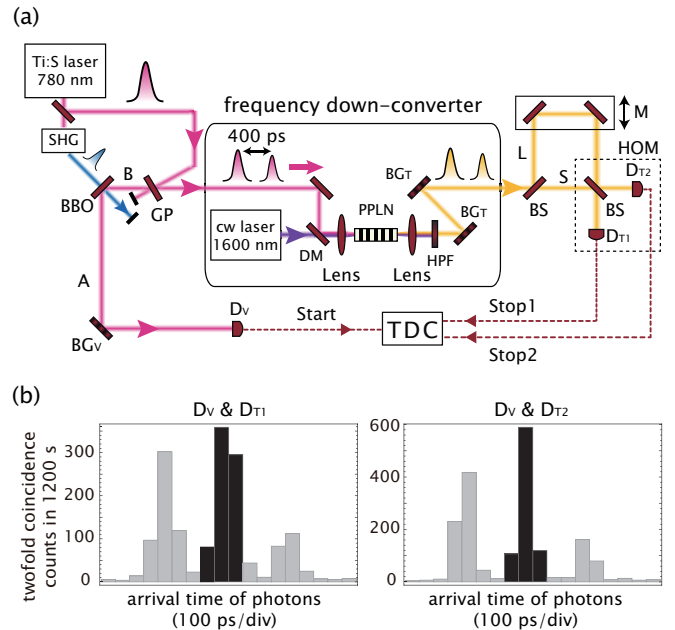 (a)
Ti:S laser
780 nm
SHG
BBO
B
GP
A
BGV
frequency down-converter
400 ps
cw laser
1600 nm
DM
Lens
PPLN
Lens
HPF
BGT
BGT
M
L
S
HOM
DT2
BS
BS
DT1
DV
Start
TDC
Stop1
Stop2
(b)
DV & DT1
twofold coincidence
counts in 1200 s
300
200
100
0
arrival time of photons
(100 ps/div)
DV & DT2
600
400
200
0
arrival time of photons
(100 ps/div)